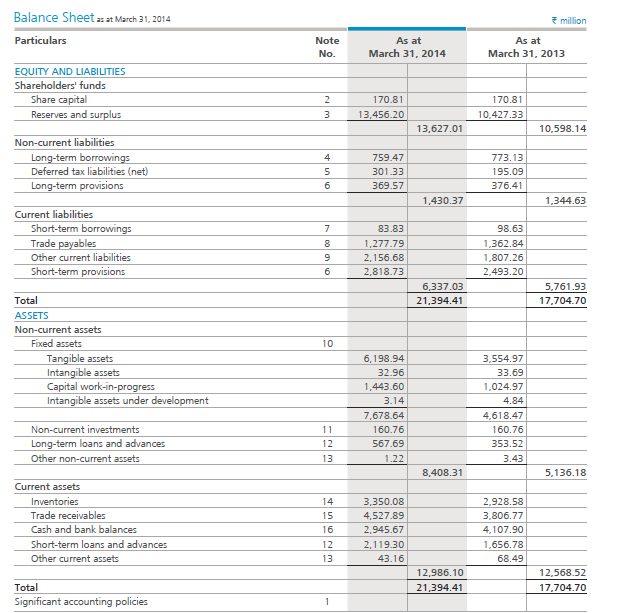 Balance Sheet as at March 31, 2014 ₹ million
Particulars Note No. As at March 31, 2014 As at March 31, 2013
EQUITY AND LIABILITIES
Shareholders' funds
Share capital 2 170.81 170.81
Reserves and surplus 3 13,456.20 10,427.33
13,627.01 10,598.14
Non-current liabilities
Long-term borrowings 4 759.47 773.13
Deferred tax liabilities (net) 5 301.33 195.09
Long-term provisions 6 369.57 376.41
1,430.37 1,344.63
Current liabilities
Short-term borrowings 7 83.83 98.63
Trade payables 8 1,277.79 1,362.84
Other current liabilities 9 2,156.68 1,807.26
Short-term provisions 6 2,818.73 2,493.20
6,337.03 5,761.93
Total 21,394.41 17,704.70
ASSETS
Non-current assets
Fixed assets 10
Tangible assets 6,198.94 3,554.97
Intangible assets 32.96 33.69
Capital work-in-progress 1,443.60 1,024.97
Intangible assets under development 3.14 4.84
7,678.64 4,618.47
Non-current investments 11 160.76 160.76
Long-term loans and advances 12 567.69 353.52
Other non-current assets 13 1.22 3.43
8,408.31 5,136.18
Current assets
Inventories 14 3,350.08 2,928.58
Trade receivables 15 4,527.89 3,806.77
Cash and bank balances 16 2,945.67 4,107.90
Short-term loans and advances 12 2,119.30 1,656.78
Other current assets 13 43.16 68.49
12,986.10 12,568.52
Total 21,394.41 17,704.70
Significant accounting policies 1